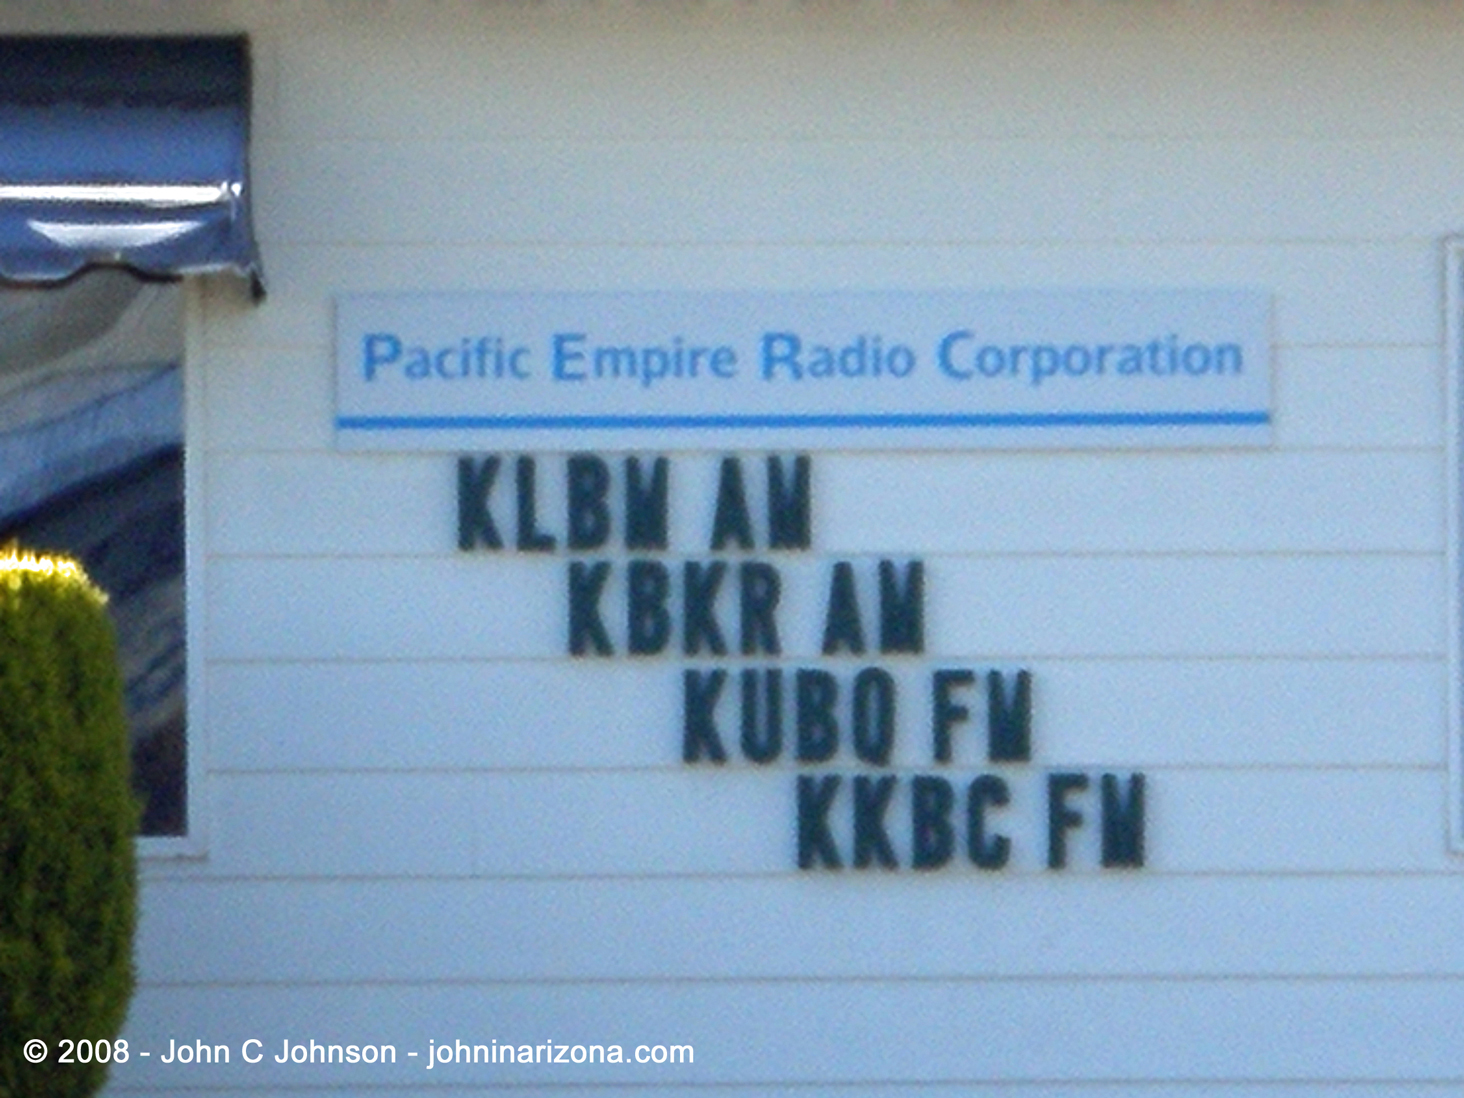 Pacific Empire Radio Corporation
KLBM AM
KBKR AM
KUBQ FM
KKBC FM
© 2008 - John C Johnson - johninarizona.com